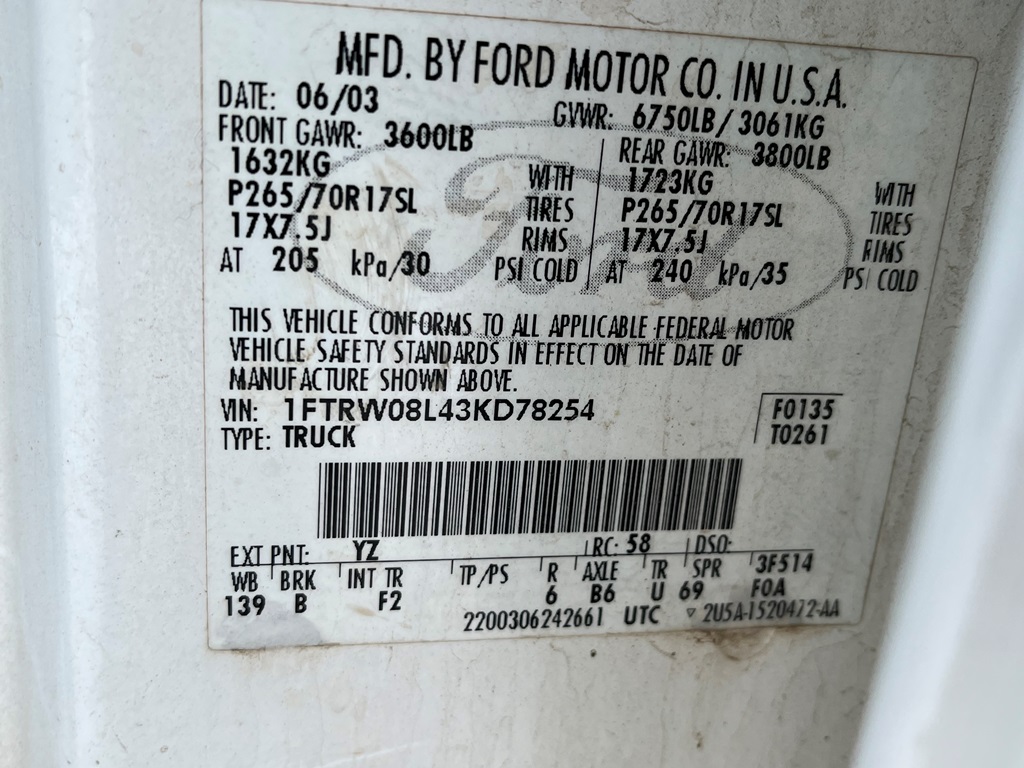 MFD. BY FORD MOTOR CO. IN U.S.A.
DATE: 06/03 GVWR: 6750LB/ 3061KG
FRONT GAWR: 3600LB REAR GAWR: 3800LB
1632KG WITH 1723KG WITH
P265/70R17SL TIRES P265/70R17SL TIRES
17X7.5J RIMS 17X7.5J RIMS
AT 205 kPa/30 PSI COLD AT 240 kPa/35 PSI COLD
Ford
THIS VEHICLE CONFORMS TO ALL APPLICABLE FEDERAL MOTOR
VEHICLE SAFETY STANDARDS IN EFFECT ON THE DATE OF
MANUFACTURE SHOWN ABOVE.
VIN: 1FTRW08L43KD78254 F0135
TYPE: TRUCK T0261
EXT PNT: YZ RC: 58 DSO:
WB BRK INT TR TP/PS R AXLE TR SPR 3F514
139 B F2 6 B6 U 69 F0A
2200306242661 UTC ▽ 2U5A-1520472-AA